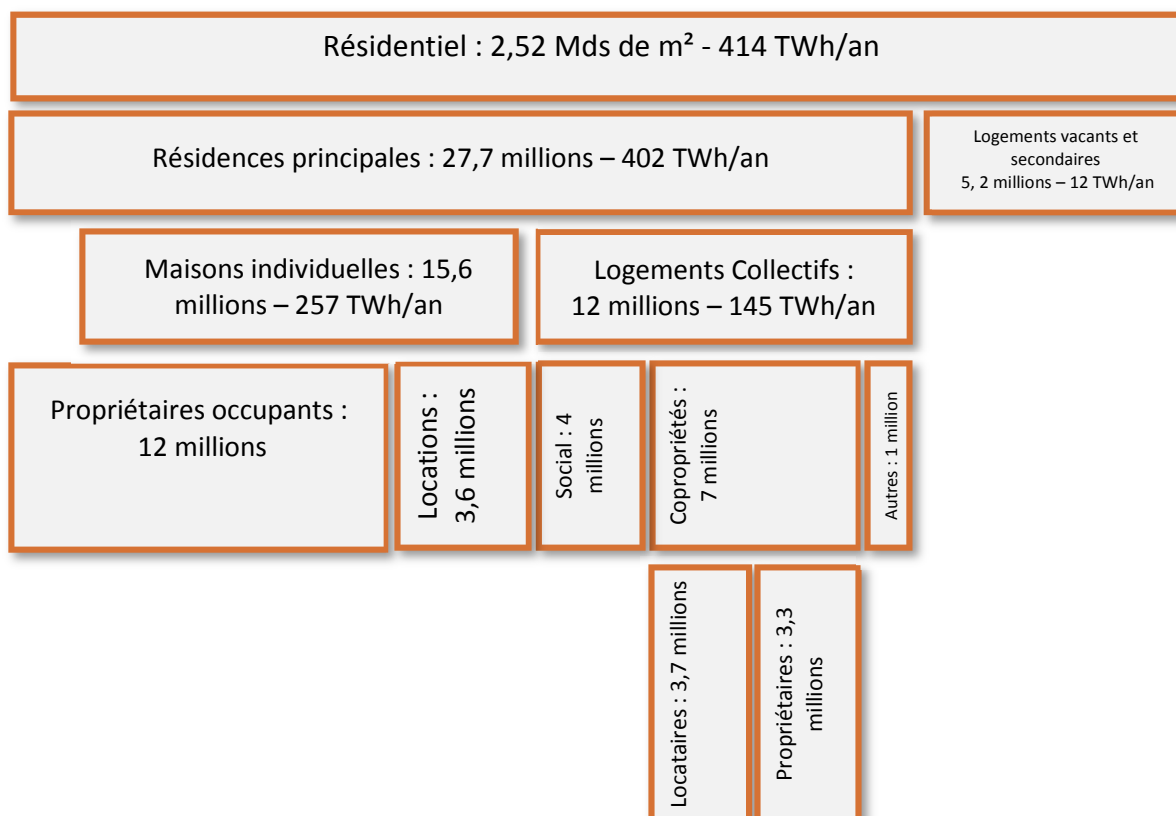 Résidentiel : 2,52 Mds de m² - 414 TWh/an
Résidences principales : 27,7 millions – 402 TWh/an
Logements vacants et
secondaires
5, 2 millions – 12 TWh/an
Maisons individuelles : 15,6
millions – 257 TWh/an
Logements Collectifs :
12 millions – 145 TWh/an
Propriétaires occupants :
12 millions
Locations :
3,6 millions
Social : 4
millions
Copropriétés :
7 millions
Autres : 1 million
Locataires : 3,7 millions
Propriétaires : 3,3
millions